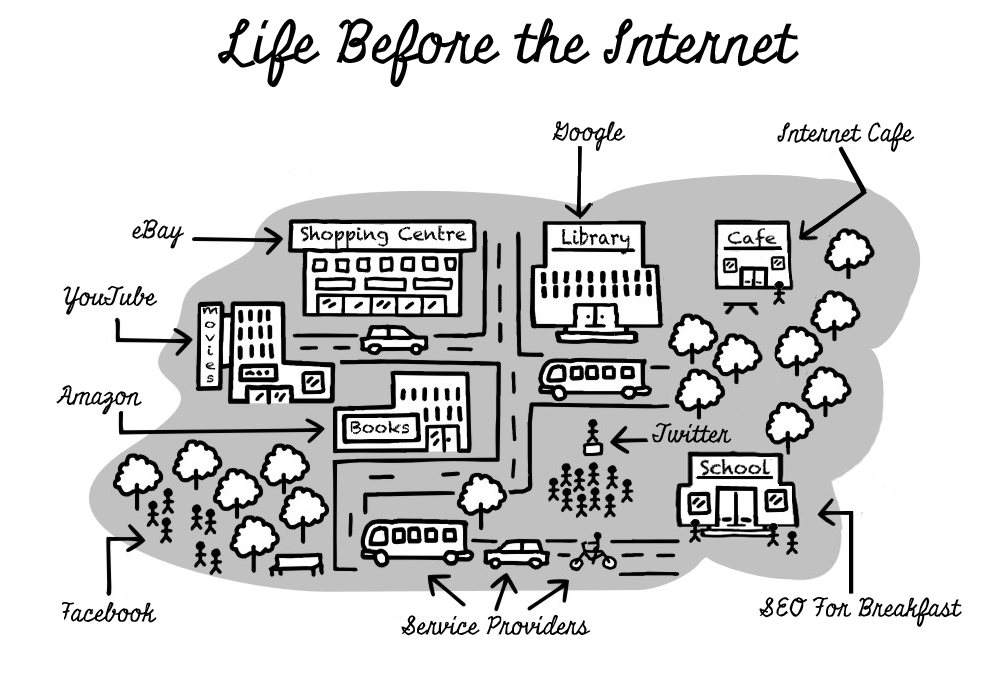 Life Before the Internet
Google
Internet Cafe
eBay
Shopping Centre
Library
Cafe
YouTube
movies
Amazon
Books
Twitter
School
Facebook
Service Providers
SEO For Breakfast